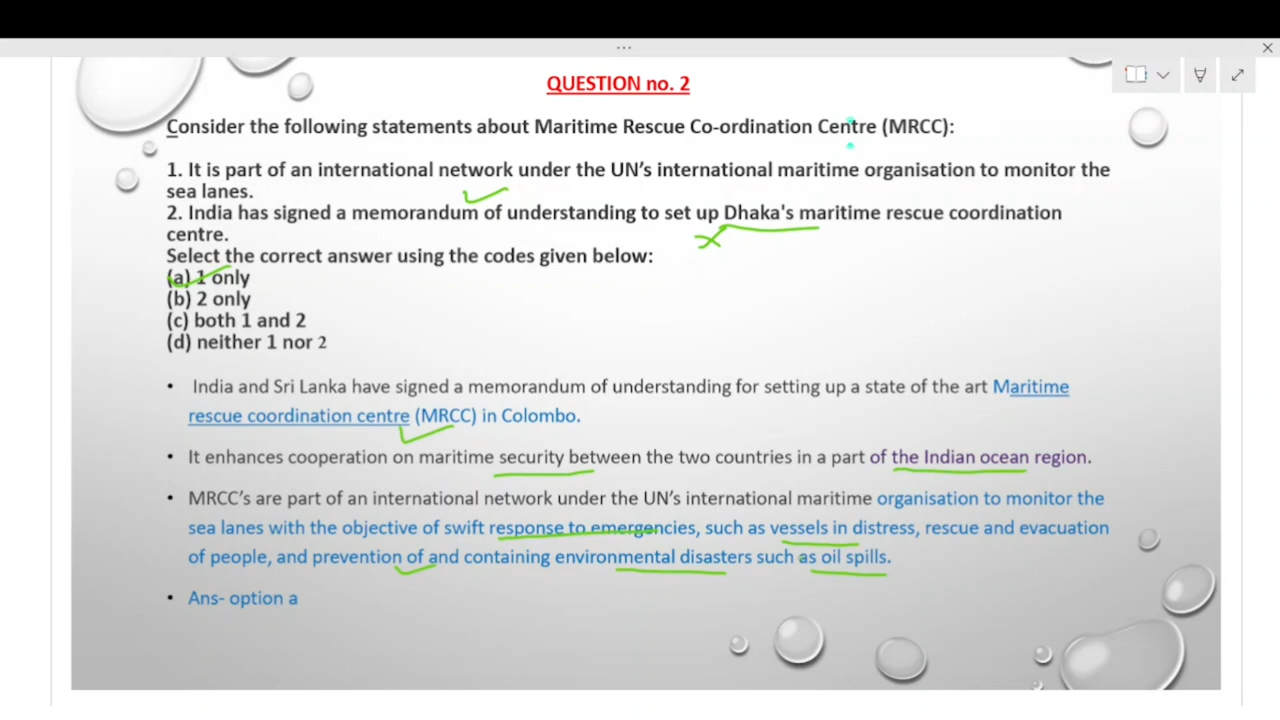 QUESTION no. 2
Consider the following statements about Maritime Rescue Co-ordination Centre (MRCC):
1. It is part of an international network under the UN's international maritime organisation to monitor the
sea lanes.
2. India has signed a memorandum of understanding to set up Dhaka's maritime rescue coordination
centre.
Select the correct answer using the codes given below:
(a) 1 only
(b) 2 only
(c) both 1 and 2
(d) neither 1 nor 2
• India and Sri Lanka have signed a memorandum of understanding for setting up a state of the art Maritime
rescue coordination centre (MRCC) in Colombo.
• It enhances cooperation on maritime security between the two countries in a part of the Indian ocean region.
• MRCC's are part of an international network under the UN's international maritime organisation to monitor the
sea lanes with the objective of swift response to emergencies, such as vessels in distress, rescue and evacuation
of people, and prevention of and containing environmental disasters such as oil spills.
• Ans- option a